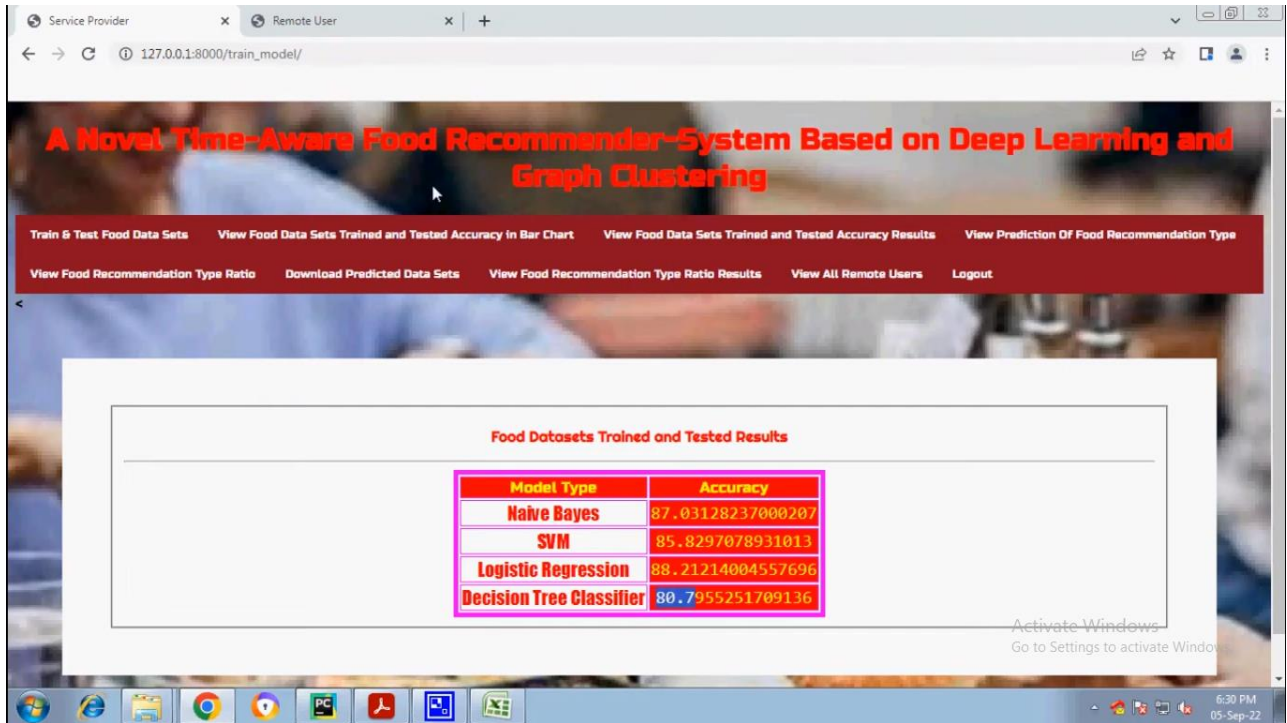 Service Provider
Remote User
127.0.0.1:8000/train_model/
A Novel Time-Aware Food Recommender-System Based on Deep Learning and
Graph Clustering
Train & Test Food Data Sets View Food Data Sets Trained and Tested Accuracy in Bar Chart View Food Data Sets Trained and Tested Accuracy Results View Prediction Of Food Recommendation Type
View Food Recommendation Type Ratio Download Predicted Data Sets View Food Recommendation Type Ratio Results View All Remote Users Logout
<
Food Datasets Trained and Tested Results
Model Type Accuracy
Naive Bayes 87.03128237000207
SVM 85.8297078931013
Logistic Regression 88.21214004557696
Decision Tree Classifier 80.7955251709136
Activate Windows
Go to Settings to activate Windows.
PC
6:30 PM
05-Sep-22